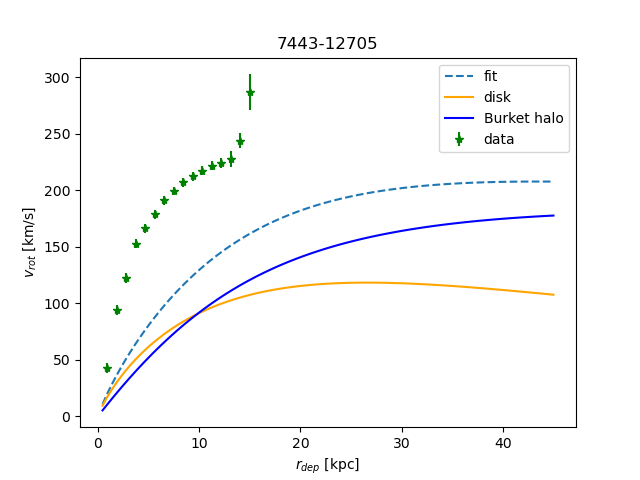 7443-12705
300
250
200
150
100
50
0
v_rot [km/s]
fit
disk
Burket halo
data
0 10 20 30 40
r_dep [kpc]